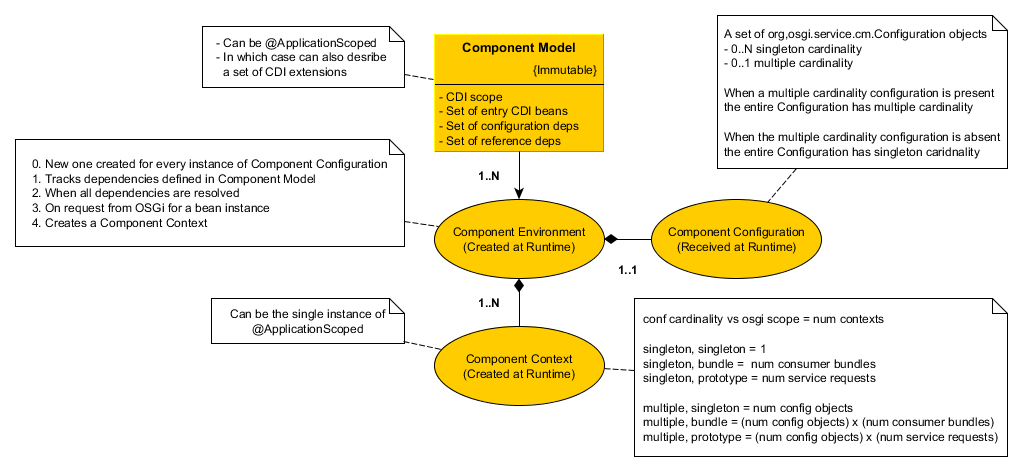 - Can be @ApplicationScoped
- In which case can also desribe
a set of CDI extensions
Component Model
{Immutable}
- CDI scope
- Set of entry CDI beans
- Set of configuration deps
- Set of reference deps
A set of org,osgi.service.cm.Configuration objects
- 0..N singleton cardinality
- 0..1 multiple cardinality
When a multiple cardinality configuration is present
the entire Configuration has multiple cardinality
When the multiple cardinality configuration is absent
the entire Configuration has singleton caridnality
0. New one created for every instance of Component Configuration
1. Tracks dependencies defined in Component Model
2. When all dependencies are resolved
3. On request from OSGi for a bean instance
4. Creates a Component Context
1..N
Component Environment
(Created at Runtime)
Component Configuration
(Received at Runtime)
1..1
1..N
Can be the single instance of
@ApplicationScoped
Component Context
(Created at Runtime)
conf cardinality vs osgi scope = num contexts
singleton, singleton = 1
singleton, bundle = num consumer bundles
singleton, prototype = num service requests
multiple, singleton = num config objects
multiple, bundle = (num config objects) x (num consumer bundles)
multiple, prototype = (num config objects) x (num service requests)